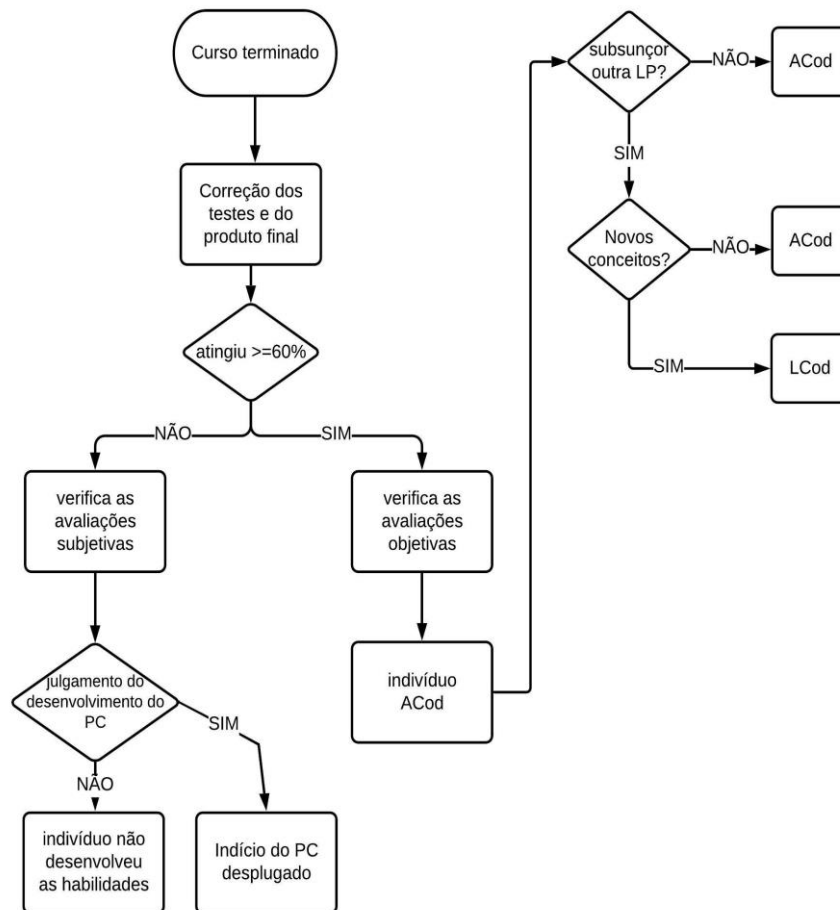 Curso terminado
Correção dos
testes e do
produto final
atingiu >=60%
NÃO
SIM
verifica as
avaliações
subjetivas
verifica as
avaliações
objetivas
julgamento do
desenvolvimento do
PC
SIM
NÃO
indivíduo não
desenvolveu
as habilidades
Indício do PC
desplugado
indivíduo
ACod
subsunçor
outra LP?
NÃO
ACod
SIM
Novos
conceitos?
NÃO
ACod
SIM
LCod